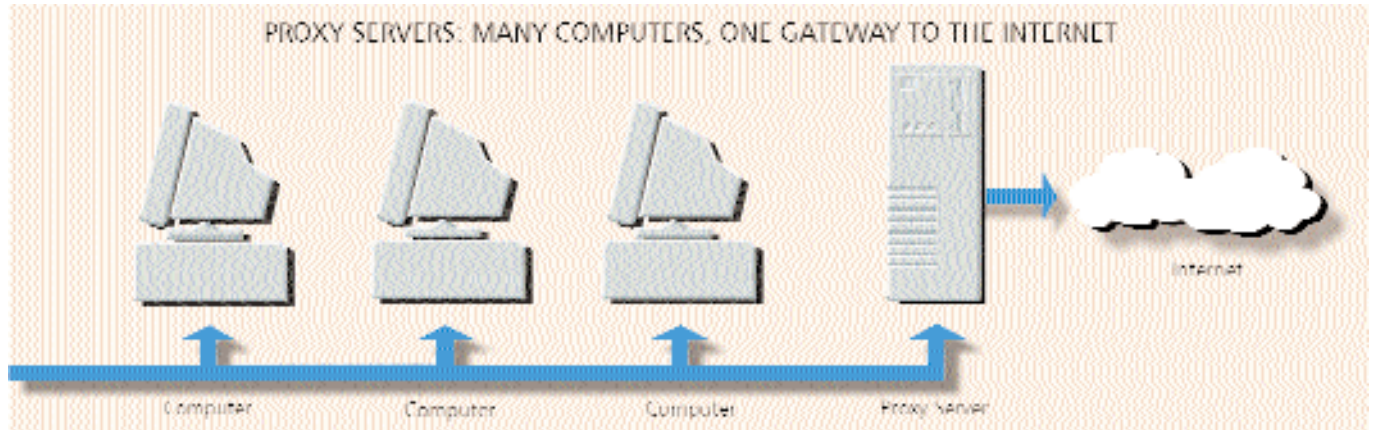 PROXY SERVERS: MANY COMPUTERS, ONE GATEWAY TO THE INTERNET
Internet
Computer
Computer
Computer
Proxy Server